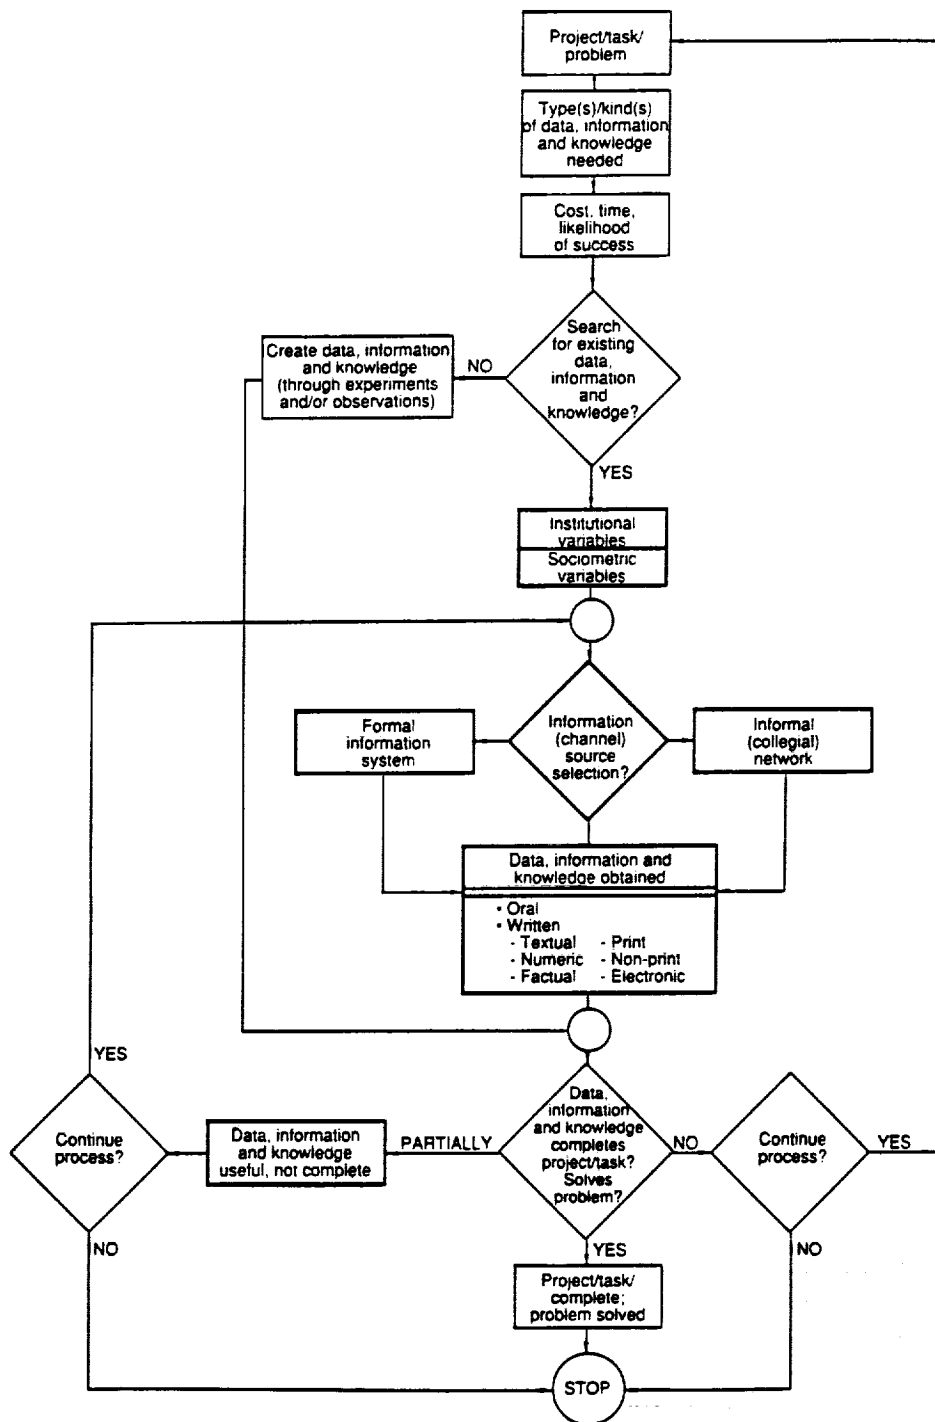 Project/task/
problem
Type(s)/kind(s)
of data, information
and knowledge
needed
Cost, time,
likelihood
of success
Search
for existing
data,
information
and
knowledge?
NO
Create data, information
and knowledge
(through experiments
and/or observations)
YES
Institutional
variables
Sociometric
variables
Formal
information
system
Information
(channel)
source
selection?
Informal
(collegial)
network
Data, information and
knowledge obtained
• Oral
• Written
- Textual - Print
- Numeric - Non-print
- Factual - Electronic
YES
Continue
process?
NO
Data, information
and knowledge
useful, not complete
PARTIALLY
Data,
information
and knowledge
completes
project/task?
Solves
problem?
NO
Continue
process?
YES
NO
YES
Project/task/
complete;
problem solved
STOP